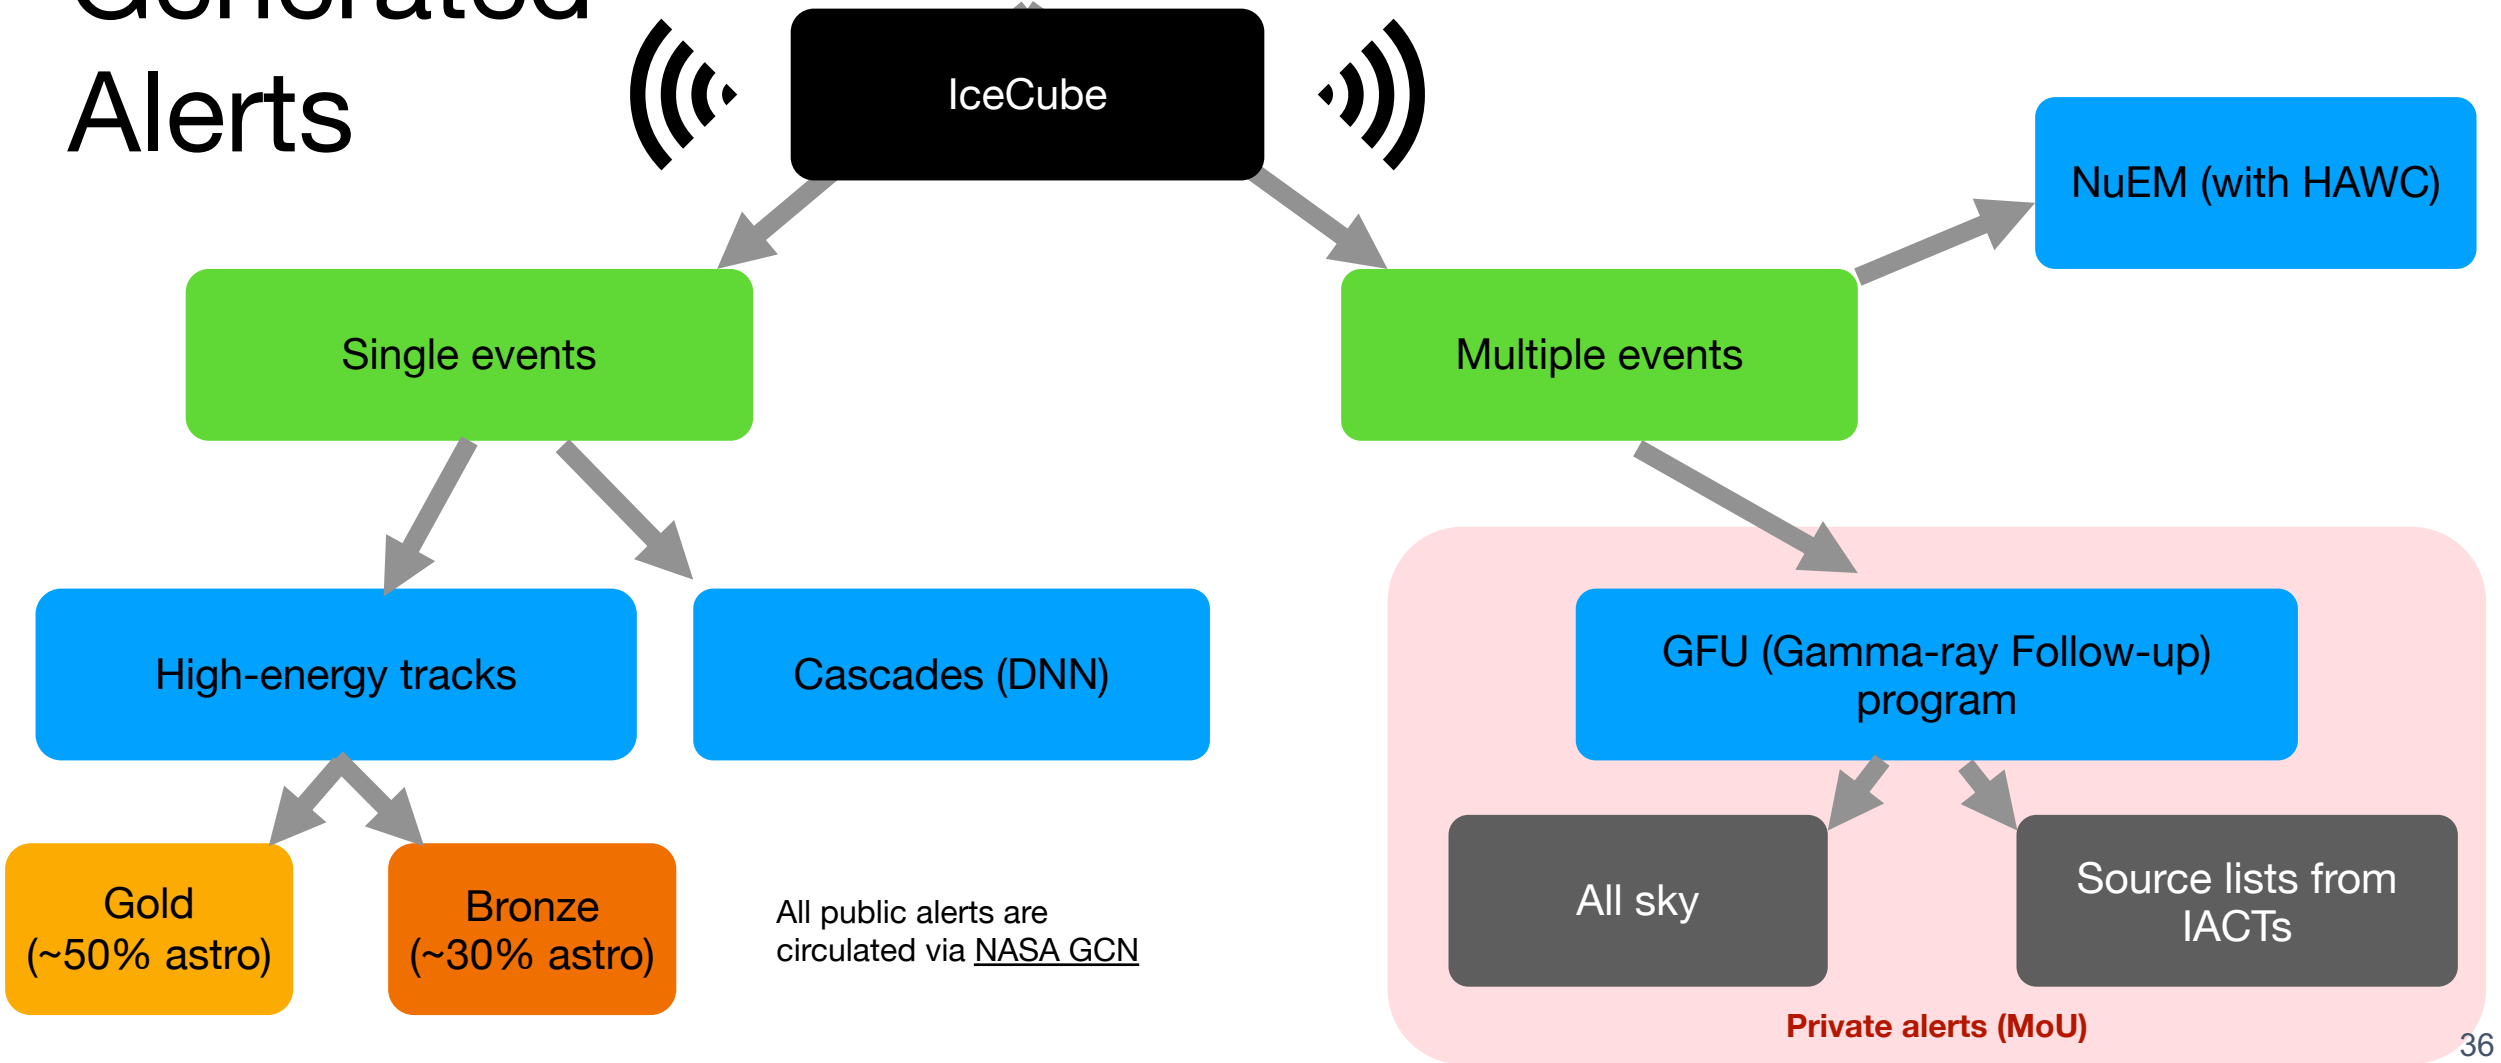 Generated
Alerts
IceCube
NuEM (with HAWC)
Single events
Multiple events
High-energy tracks
Cascades (DNN)
GFU (Gamma-ray Follow-up)
program
Gold
(~50% astro)
Bronze
(~30% astro)
All public alerts are
circulated via NASA GCN
All sky
Source lists from
IACTs
Private alerts (MoU)
36